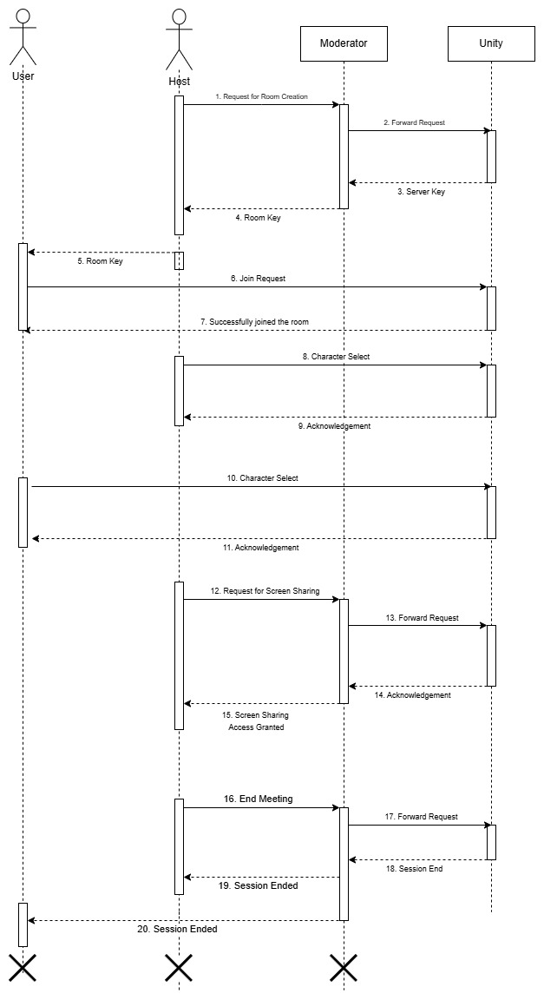 User
Host
Moderator
Unity
1. Request for Room Creation
2. Forward Request
3. Server Key
4. Room Key
5. Room Key
6. Join Request
7. Successfully joined the room
8. Character Select
9. Acknowledgement
10. Character Select
11. Acknowledgement
12. Request for Screen Sharing
13. Forward Request
14. Acknowledgement
15. Screen Sharing
Access Granted
16. End Meeting
17. Forward Request
18. Session End
19. Session Ended
20. Session Ended